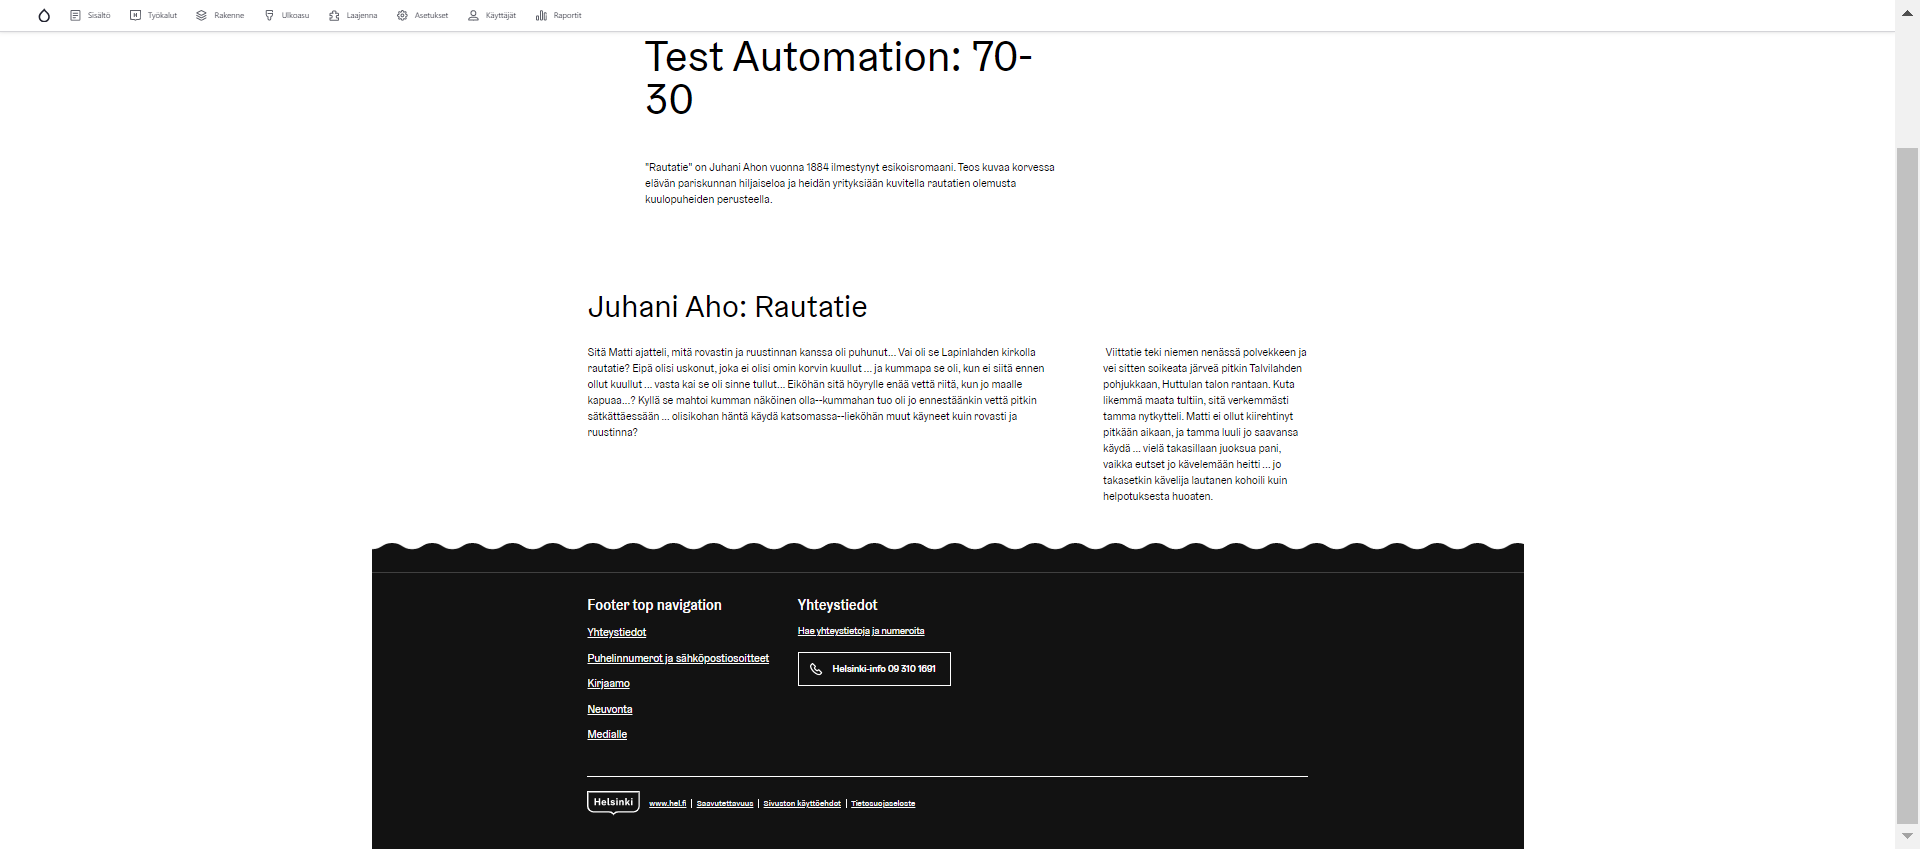 Sisältö Työkalut Rakenne Ulkoasu Laajenna Asetukset Käyttäjät Raportit
Test Automation: 70-
30
"Rautatie" on Juhani Ahon vuonna 1884 ilmestynyt esikoisromaani. Teos kuvaa korvessa
elävän pariskunnan hiljaiseloa ja heidän yrityksiään kuvitella rautatien olemusta
kuulopuheiden perusteella.
Juhani Aho: Rautatie
Sitä Matti ajatteli, mitä rovastin ja ruustinnan kanssa oli puhunut... Vai oli se Lapinlahden kirkolla
rautatie? Eipä olisi uskonut, joka ei olisi omin korvin kuullut ... ja kummapa se oli, kun ei siitä ennen
ollut kuullut ... vasta kai se oli sinne tullut... Eiköhän sitä höyrylle enää vettä riitä, kun jo maalle
kapuaa...? Kyllä se mahtoi kumman näköinen olla--kummahan tuo oli jo ennestäänkin vettä pitkin
sätkättäessään ... olisikohan häntä käydä katsomassa--lieköhän muut käyneet kuin rovasti ja
ruustinna?
Viittatie teki niemen nenässä polvekkeen ja
vei sitten soikeata järveä pitkin Talvilahden
pohjukkaan, Huttulan talon rantaan. Kuta
likemmä maata tultiin, sitä verkemmästi
tamma nytkytteli. Matti ei ollut kiirehtinyt
pitkään aikaan, ja tamma luuli jo saavansa
käydä ... vielä takasillaan juoksua pani,
vaikka eutset jo kävelemään heitti ... jo
takasetkin kävelija lautanen kohoili kuin
helpotuksesta huoaten.
Footer top navigation
Yhteystiedot
Puhelinnumerot ja sähköpostiosoitteet
Kirjaamo
Neuvonta
Medialle
Yhteystiedot
Hae yhteystietoja ja numeroita
Helsinki-info 09 310 1691
Helsinki www.hel.fi | Saavutettavuus | Sivuston käyttöehdot | Tietosuojaseloste